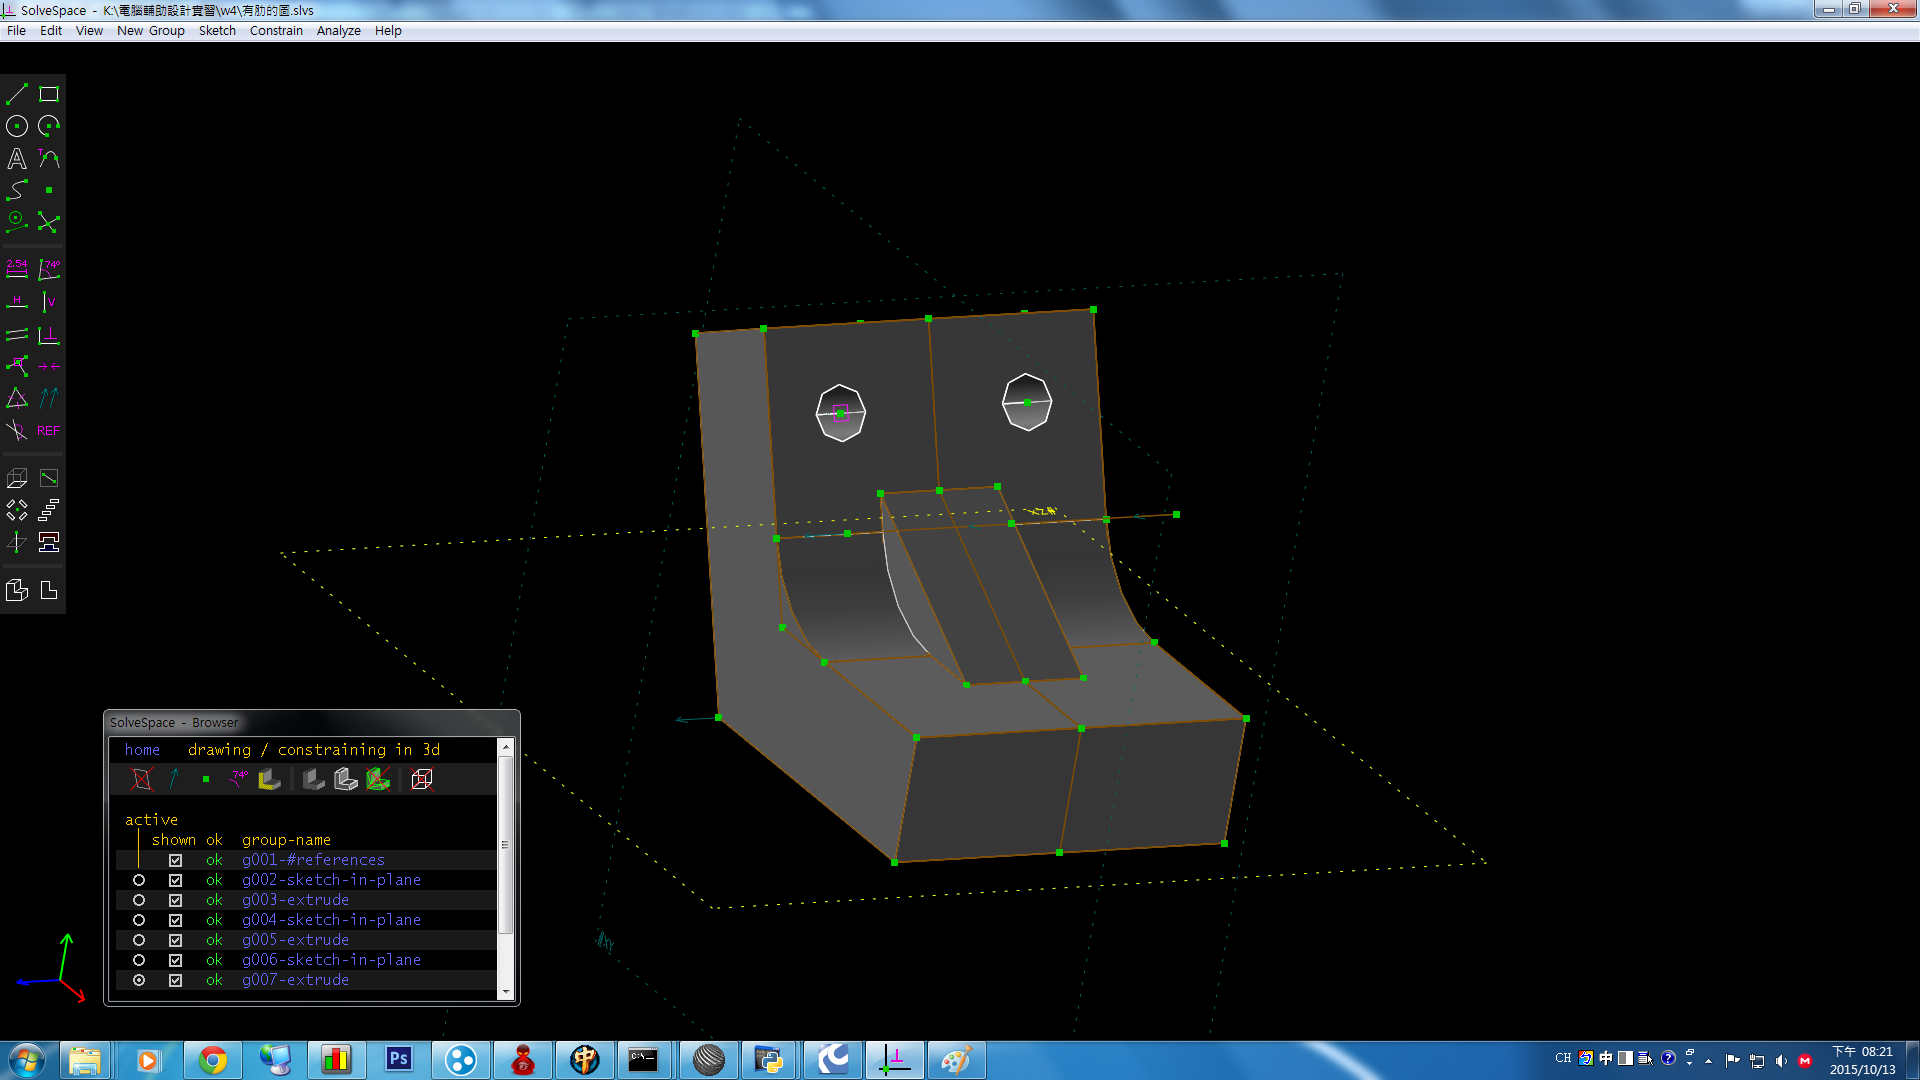 SolveSpace - K:\電腦輔助設計實習\w4\有肋的圖.slvs
File Edit View New Group Sketch Constrain Analyze Help
A T
2.54 74°
H V
REF
XZ#
SolveSpace - Browser
home drawing / constraining in 3d
74°
active
shown ok group-name
ok g001-#references
ok g002-sketch-in-plane
ok g003-extrude
ok g004-sketch-in-plane
ok g005-extrude
ok g006-sketch-in-plane
ok g007-extrude
Ps
中
C:\._
CH 中 ?
M
下午 08:21
2015/10/13